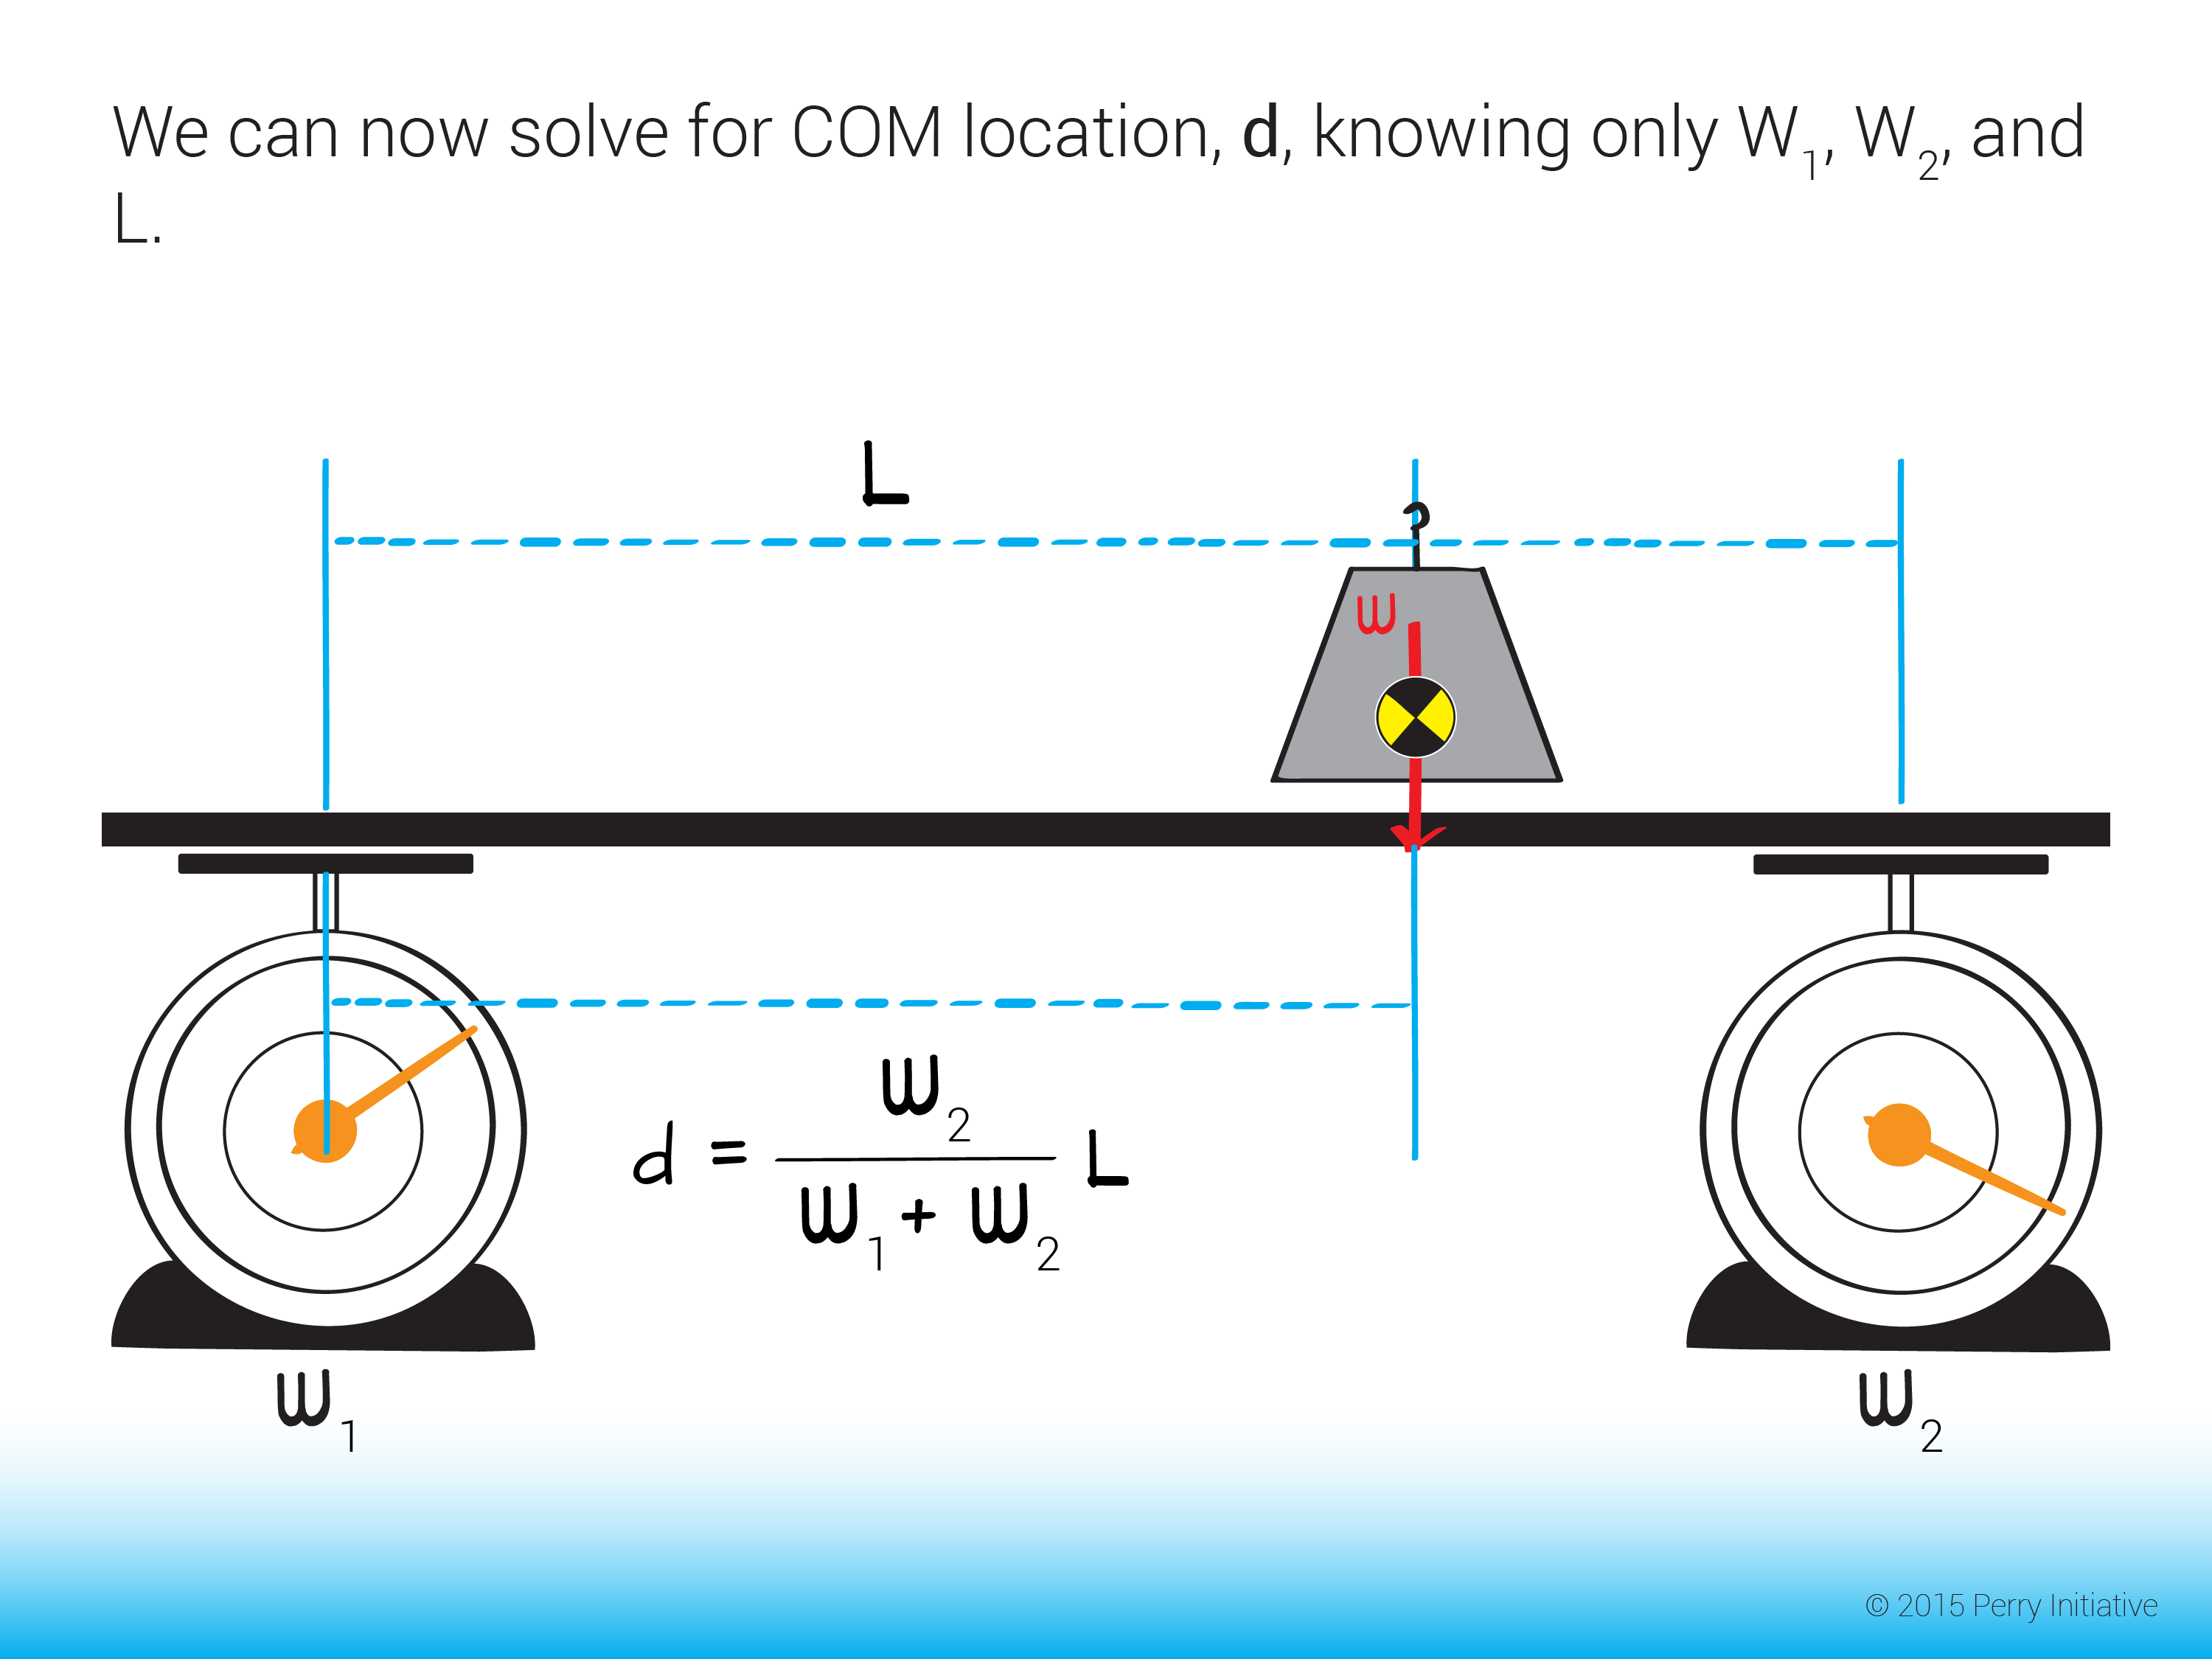 We can now solve for COM location, d, knowing only W1, W2, and
L.
L
W
d = W2 / (W1 + W2) L
W1
W2
© 2015 Perry Initiative